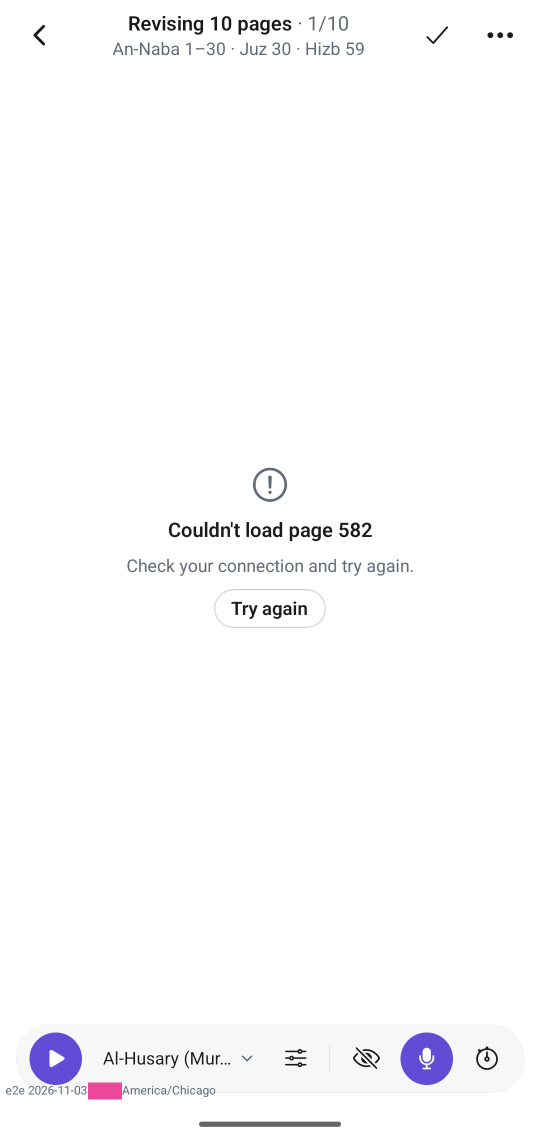 Revising 10 pages · 1/10
An-Naba 1–30 · Juz 30 · Hizb 59
Couldn't load page 582
Check your connection and try again.
Try again
Al-Husary (Mur...
e2e 2026-11-03 America/Chicago